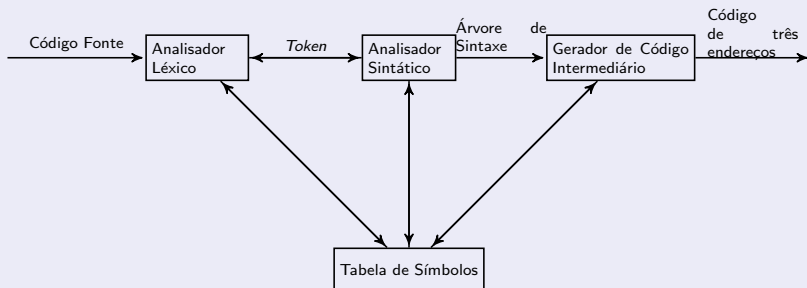 Código Fonte
Analisador
Léxico
Token
Analisador
Sintático
Árvore de
Sintaxe
Gerador de Código
Intermediário
Código
de três
endereços
Tabela de Símbolos